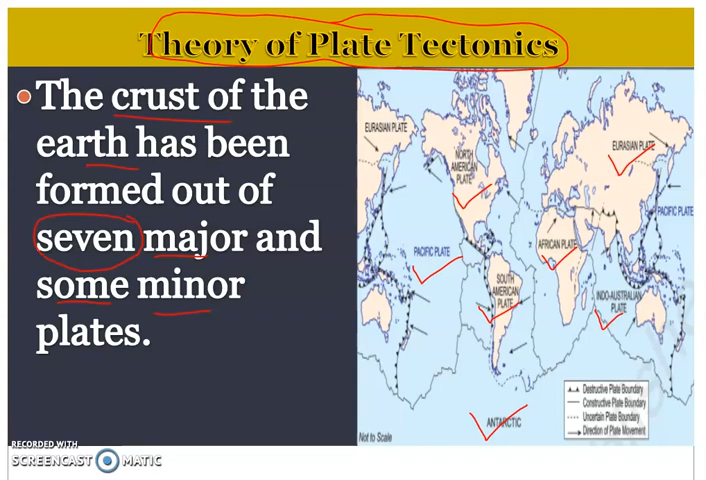 Theory of Plate Tectonics
The crust of the
earth has been
formed out of
seven major and
some minor
plates.
EURASIAN PLATE
NORTH
AMERICAN
PLATE
EURASIAN PLATE
PACIFIC PLATE
AFRICAN PLATE
PACIFIC PLATE
SOUTH
AMERICAN
PLATE
INDO-AUSTRALIAN
PLATE
ANTARCTIC
Destructive Plate Boundary
Constructive Plate Boundary
Uncertain Plate Boundary
Direction of Plate Movement
Not to Scale
RECORDED WITH
SCREENCAST MATIC